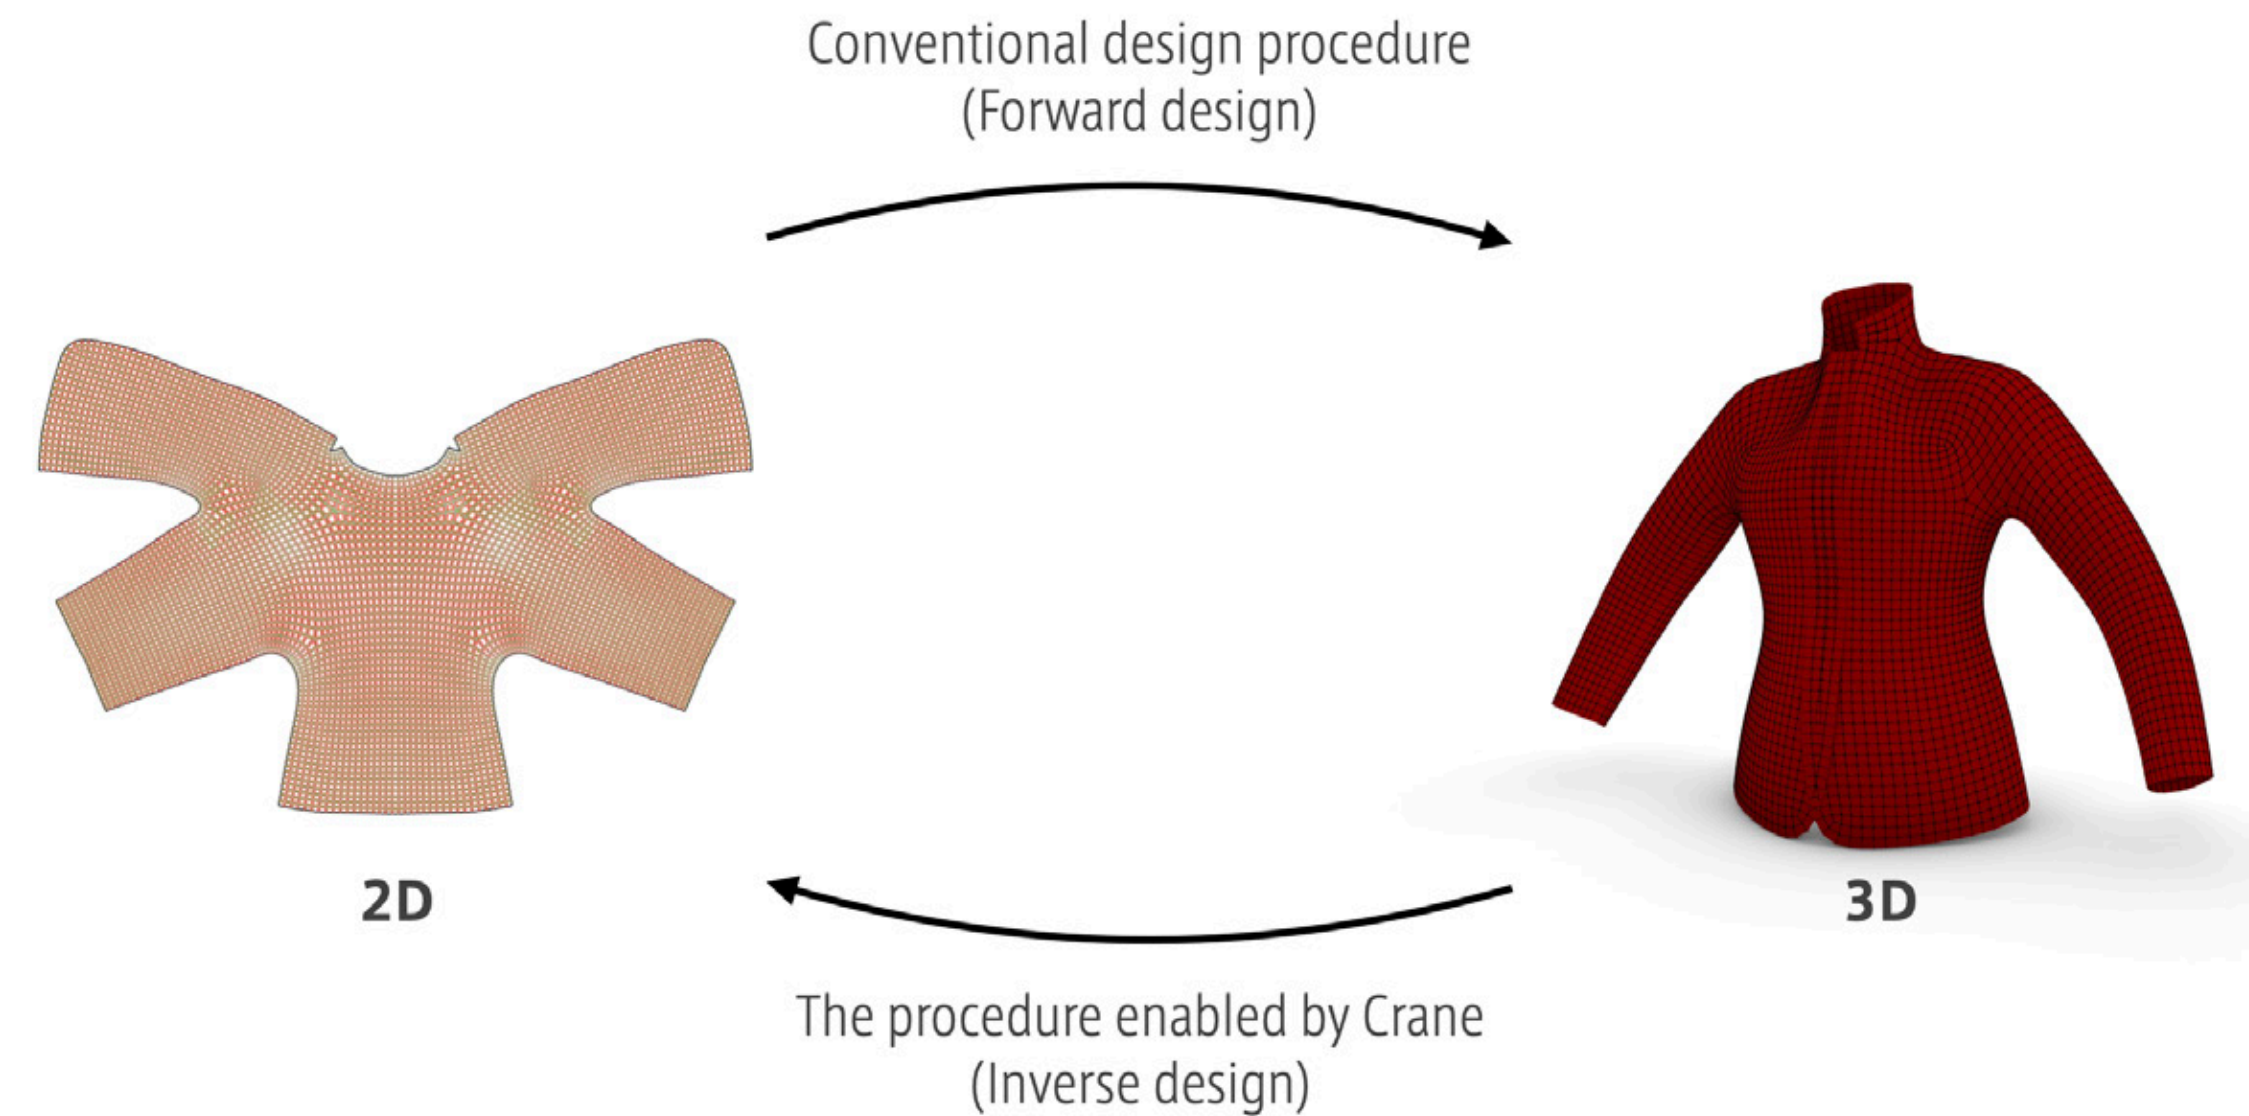 Conventional design procedure
(Forward design)
2D
3D
The procedure enabled by Crane
(Inverse design)